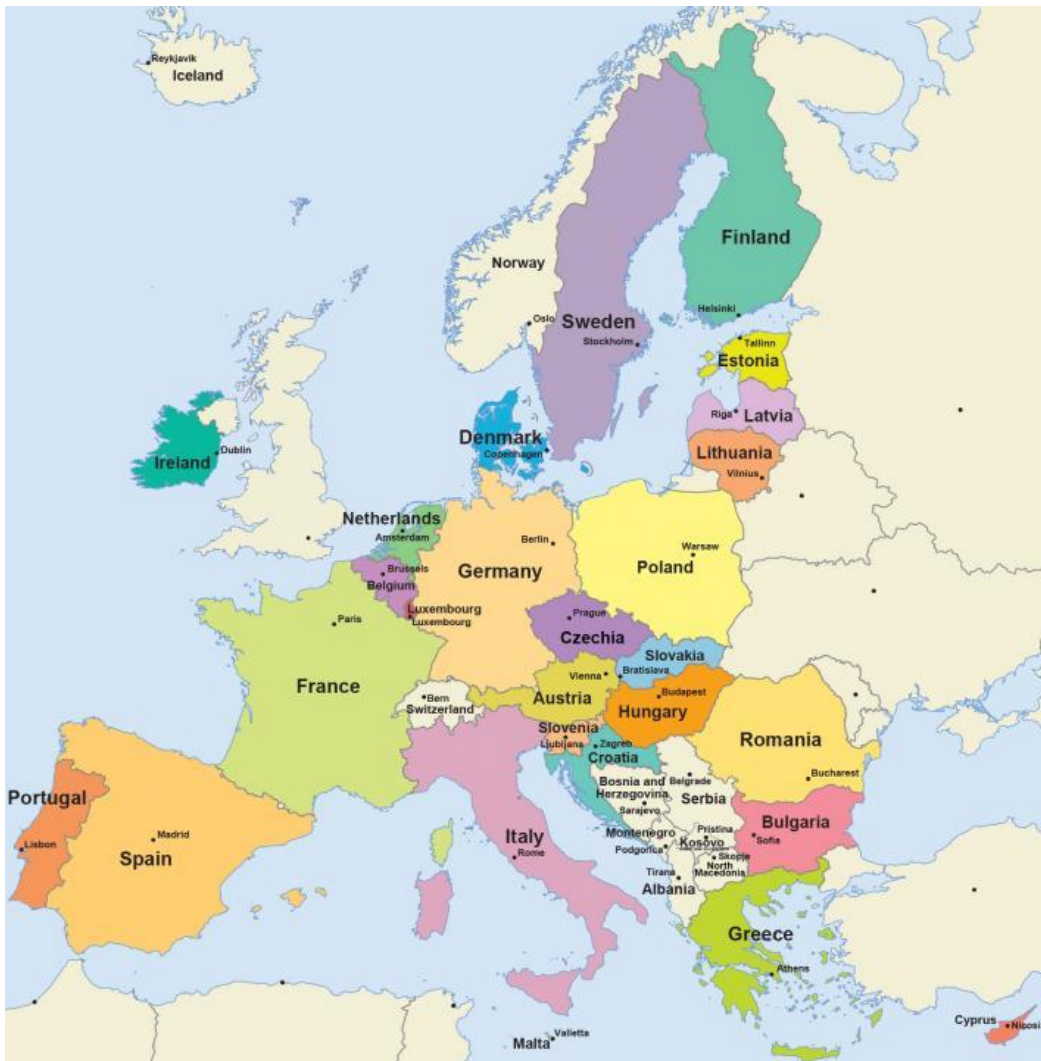 Reykjavik
Iceland
Norway
Oslo
Sweden
Stockholm
Finland
Helsinki
Tallinn
Estonia
Riga
Latvia
Lithuania
Vilnius
Denmark
Copenhagen
Dublin
Ireland
Netherlands
Amsterdam
Berlin
Germany
Warsaw
Poland
Brussels
Belgium
Luxembourg
Luxembourg
Paris
France
Prague
Czechia
Slovakia
Bratislava
Vienna
Austria
Budapest
Hungary
Bern
Switzerland
Slovenia
Ljubljana
Zagreb
Croatia
Romania
Bucharest
Bosnia and
Herzegovina
Sarajevo
Belgrade
Serbia
Montenegro
Podgorica
Pristina
Kosovo
Skopje
North
Macedonia
Tirana
Albania
Bulgaria
Sofia
Portugal
Lisbon
Madrid
Spain
Italy
Rome
Greece
Athens
Malta
Valletta
Cyprus
Nicosi